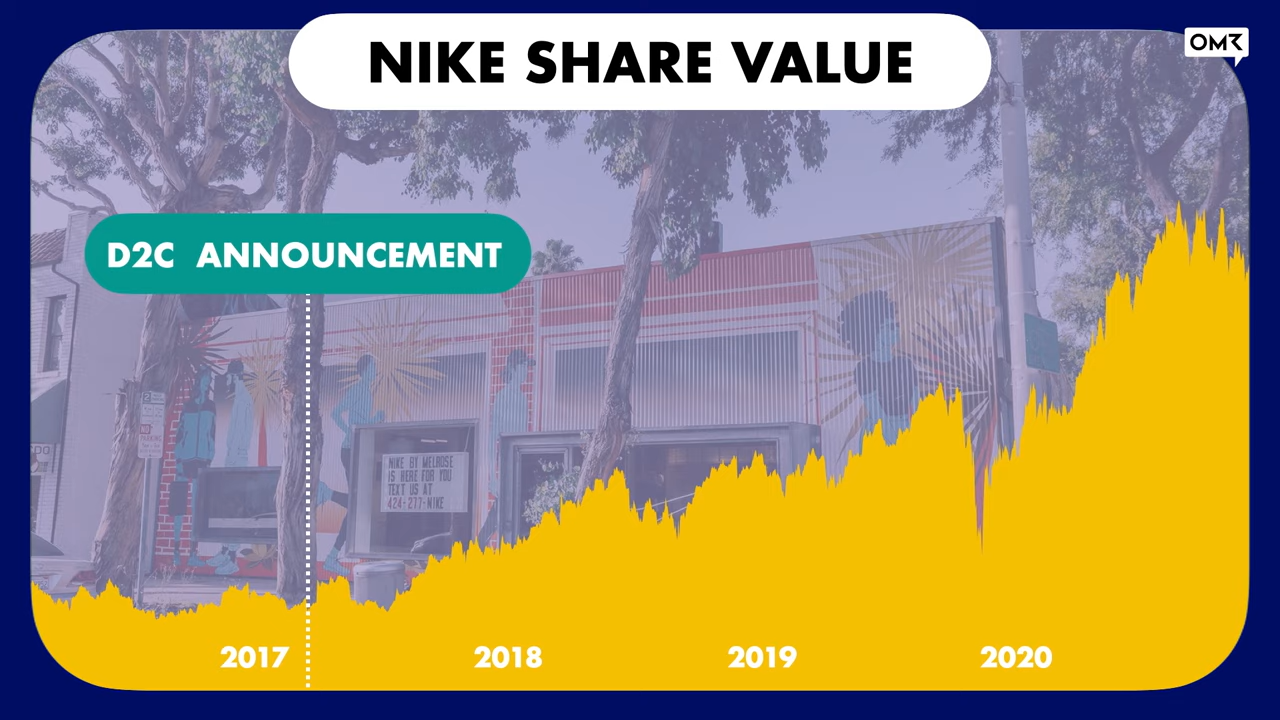 NIKE SHARE VALUE
OMR
D2C ANNOUNCEMENT
NIKE BY MELROSE
IS HERE FOR YOU
TEXT US AT
424-277-NIKE
2017
2018
2019
2020